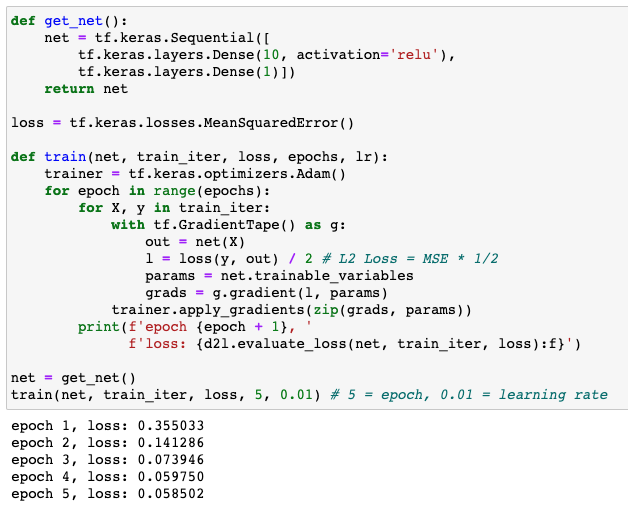 def get_net():
    net = tf.keras.Sequential([
        tf.keras.layers.Dense(10, activation='relu'),
        tf.keras.layers.Dense(1)])
    return net

loss = tf.keras.losses.MeanSquaredError()

def train(net, train_iter, loss, epochs, lr):
    trainer = tf.keras.optimizers.Adam()
    for epoch in range(epochs):
        for X, y in train_iter:
            with tf.GradientTape() as g:
                out = net(X)
                l = loss(y, out) / 2 # L2 Loss = MSE * 1/2
                params = net.trainable_variables
                grads = g.gradient(l, params)
            trainer.apply_gradients(zip(grads, params))
        print(f'epoch {epoch + 1}, '
              f'loss: {d2l.evaluate_loss(net, train_iter, loss):f}')

net = get_net()
train(net, train_iter, loss, 5, 0.01) # 5 = epoch, 0.01 = learning rate
epoch 1, loss: 0.355033
epoch 2, loss: 0.141286
epoch 3, loss: 0.073946
epoch 4, loss: 0.059750
epoch 5, loss: 0.058502